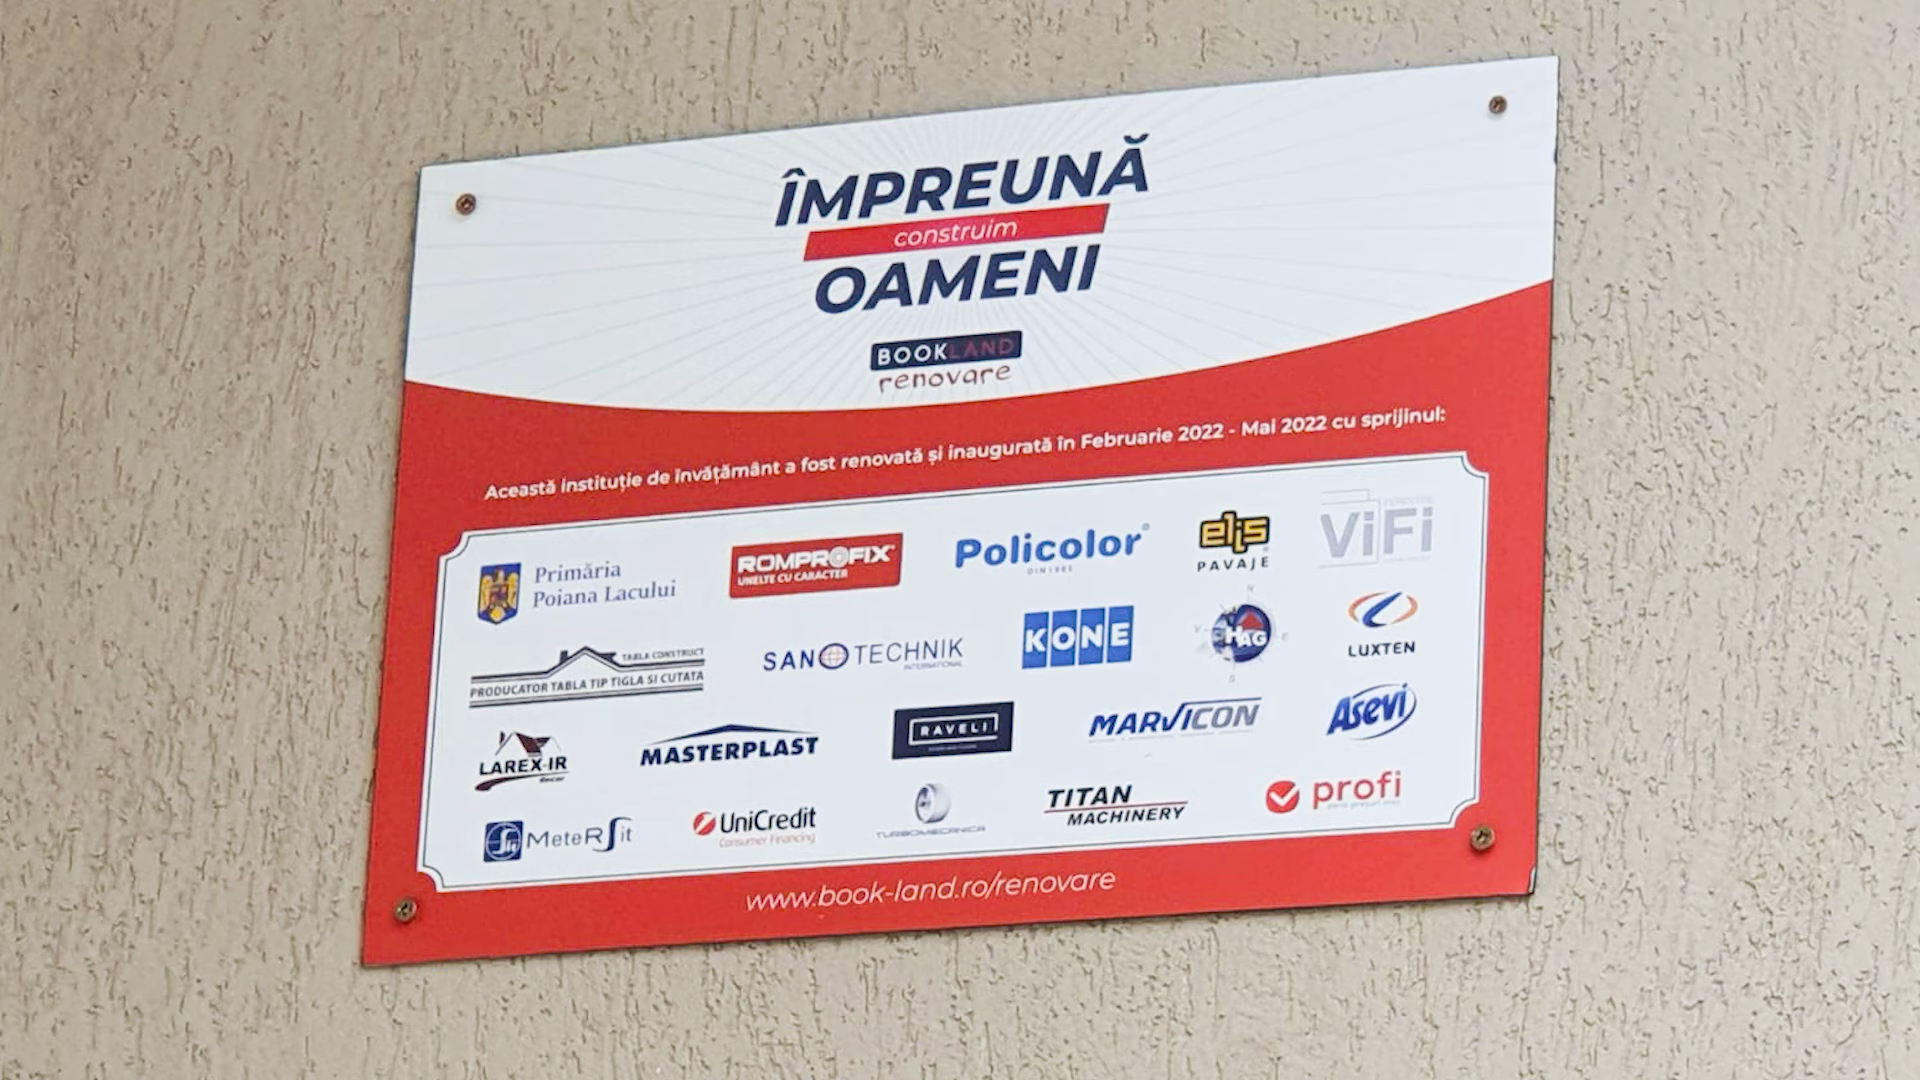 ÎMPREUNĂ
construim
OAMENI
BOOKLAND
renovare
Această instituție de învățământ a fost renovată și inaugurată în Februarie 2022 - Mai 2022 cu sprijinul:
Primăria
Poiana Lacului
ROMPROFIX
UNELTE CU CARACTER
Policolor
DIN 1965
elis
PAVAJE
ViFi
TABLA CONSTRUCT
PRODUCATOR TABLA TIP TIGLA SI CUTATA
SANOTECHNIK
INTERNATIONAL
KONE
N
V HAG E
S
LUXTEN
LAREX-IR
decor
MASTERPLAST
RAVELI
MARVICON
Asevi
MeteRSit
UniCredit
Consumer Financing
TURBOMECANICA
TITAN
MACHINERY
profi
www.book-land.ro/renovare